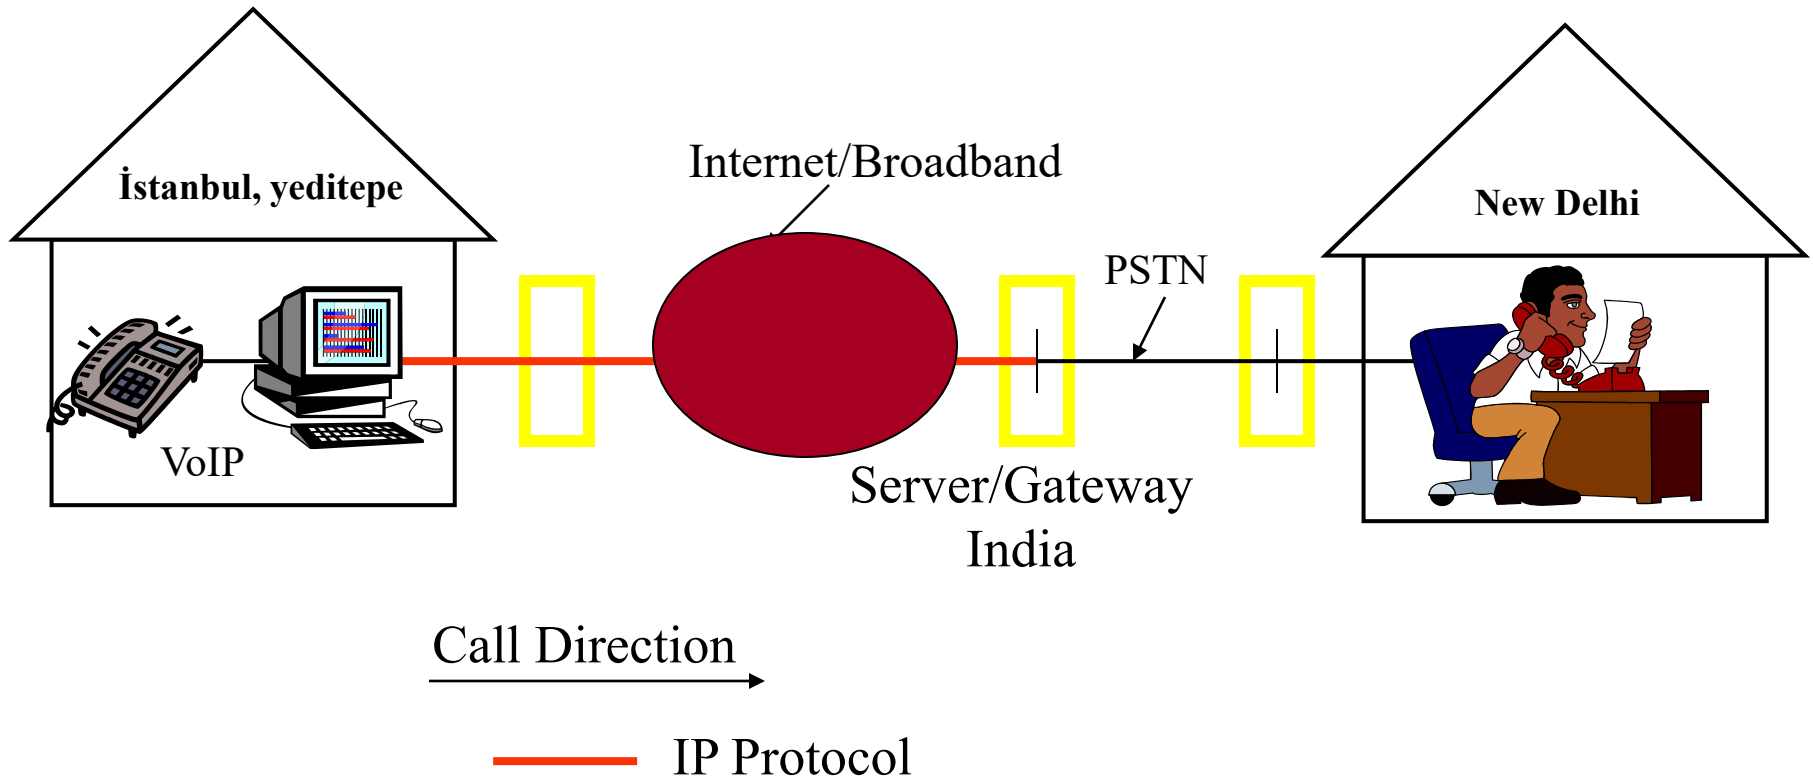 Internet/Broadband
İstanbul, yeditepe
New Delhi
PSTN
VoIP
Server/Gateway
India
Call Direction
IP Protocol